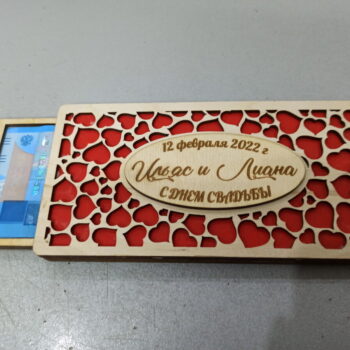 12 февраля 2022 г
Ильяс и Лиана
С ДНЕМ СВАДЬБЫ